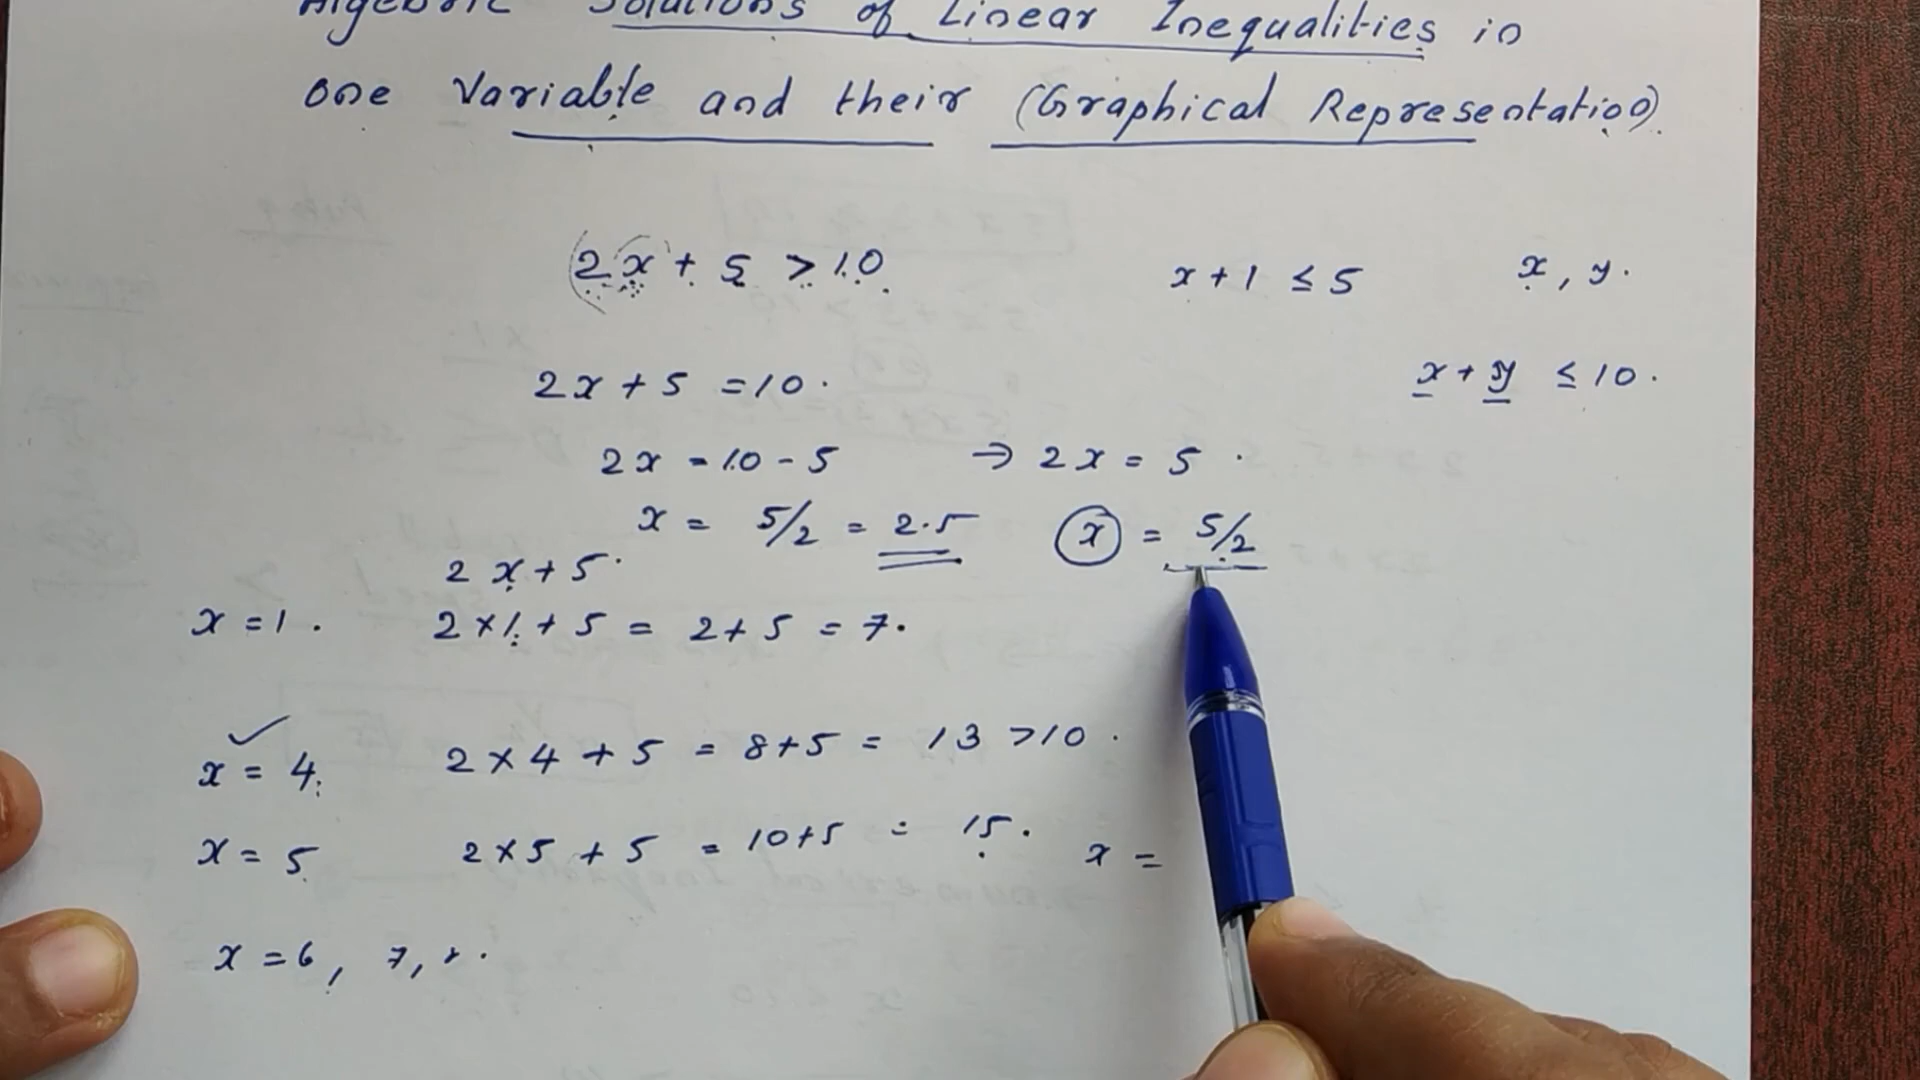 Algebraic Solutions of Linear Inequalities in
one Variable and their (Graphical Representation).
2x + 5 > 10
x + 1 ≤ 5
x, y.
2x + 5 = 10.
x + y ≤ 10.
2x = 10 - 5
→ 2x = 5
x = 5/2 = 2.5
x = 5/2
2x + 5
x = 1.
2 × 1 + 5 = 2 + 5 = 7.
✓
x = 4
2 × 4 + 5 = 8 + 5 = 13 > 10.
x = 5
2 × 5 + 5 = 10 + 5 = 15.
x =
x = 6, 7,